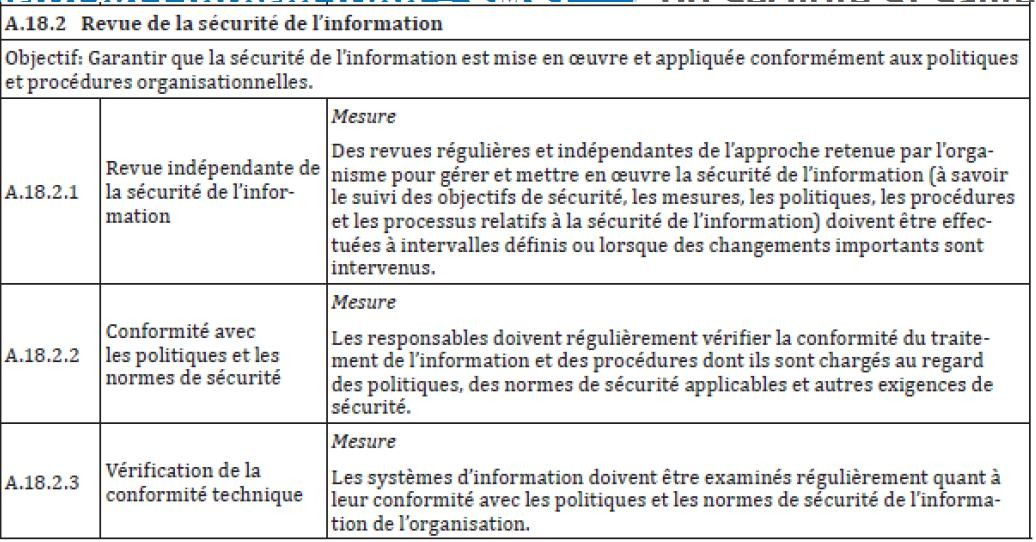 A.18.2 Revue de la sécurité de l'information
Objectif: Garantir que la sécurité de l'information est mise en œuvre et appliquée conformément aux politiques
et procédures organisationnelles.
A.18.2.1
Revue indépendante de
la sécurité de l'infor-
mation
Mesure
Des revues régulières et indépendantes de l'approche retenue par l'orga-
nisme pour gérer et mettre en œuvre la sécurité de l'information (à savoir
le suivi des objectifs de sécurité, les mesures, les politiques, les procédures
et les processus relatifs à la sécurité de l'information) doivent être effec-
tuées à intervalles définis ou lorsque des changements importants sont
intervenus.
A.18.2.2
Conformité avec
les politiques et les
normes de sécurité
Mesure
Les responsables doivent régulièrement vérifier la conformité du traite-
ment de l'information et des procédures dont ils sont chargés au regard
des politiques, des normes de sécurité applicables et autres exigences de
sécurité.
A.18.2.3
Vérification de la
conformité technique
Mesure
Les systèmes d'information doivent être examinés régulièrement quant à
leur conformité avec les politiques et les normes de sécurité de l'informa-
tion de l'organisation.